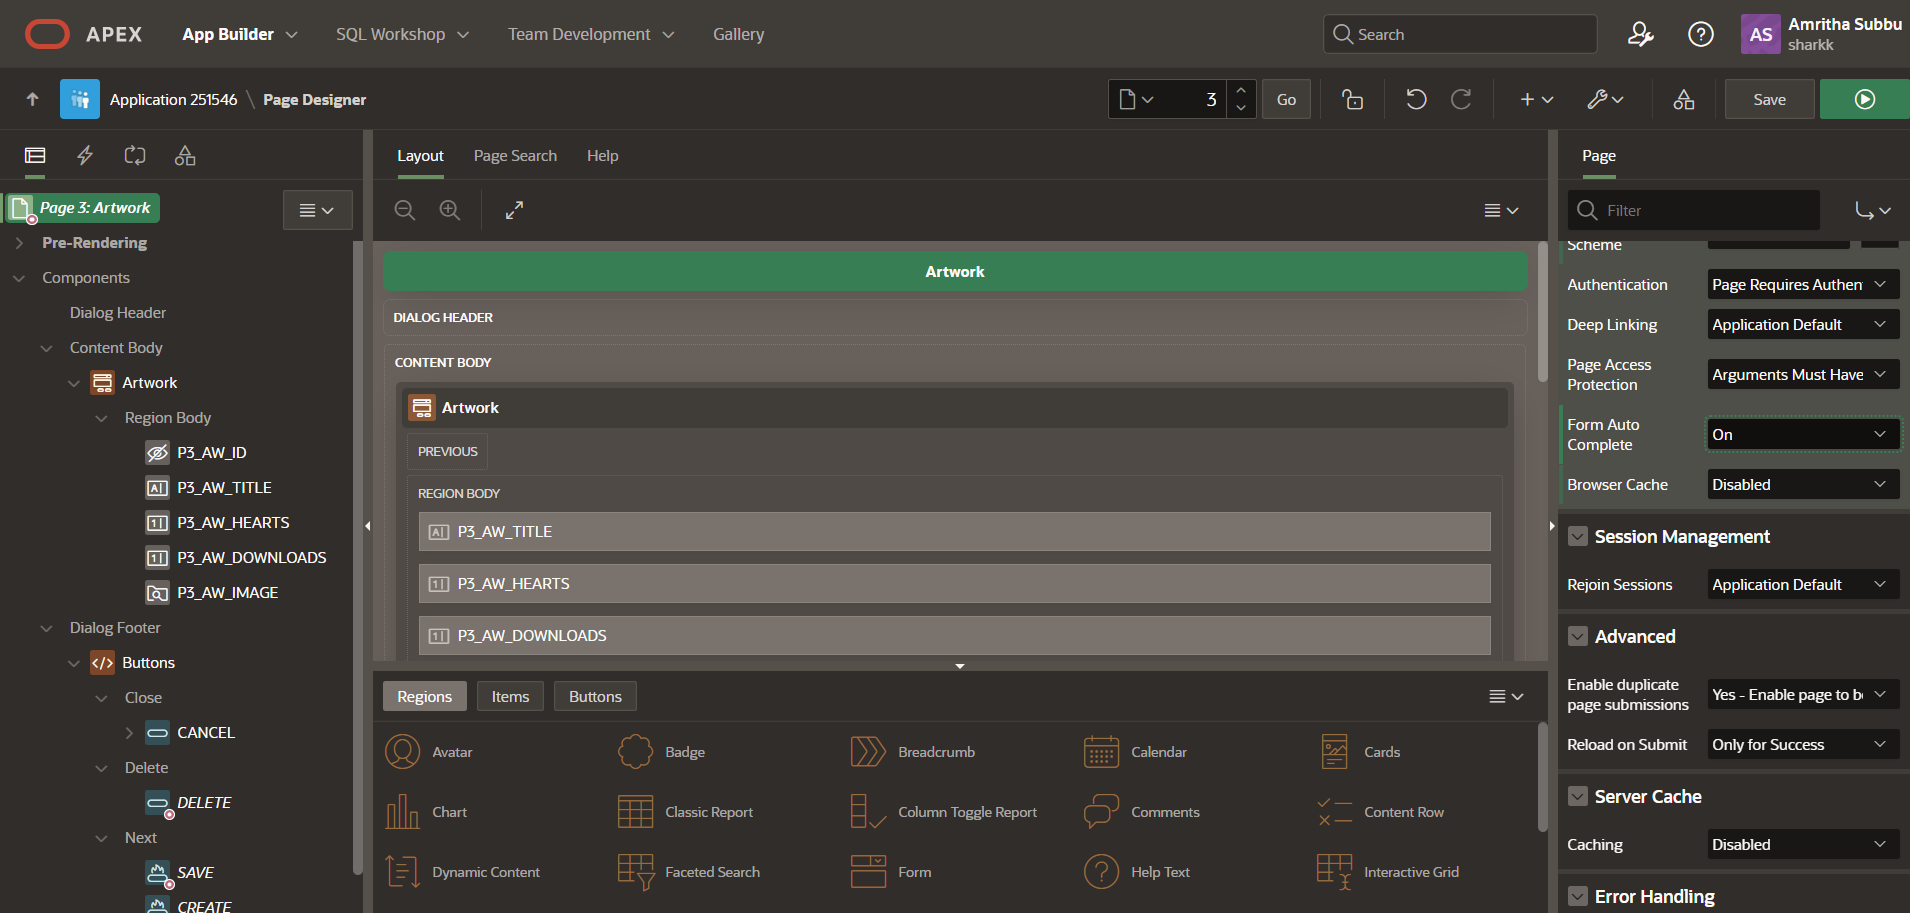 APEX
App Builder
SQL Workshop
Team Development
Gallery
Search
AS
Amritha Subbu
sharkk
Application 251546 \ Page Designer
3
Go
Save
Layout
Page Search
Help
Page
Page 3: Artwork
Pre-Rendering
Components
Dialog Header
Content Body
Artwork
Region Body
P3_AW_ID
P3_AW_TITLE
P3_AW_HEARTS
P3_AW_DOWNLOADS
P3_AW_IMAGE
Dialog Footer
Buttons
Close
CANCEL
Delete
DELETE
Next
SAVE
CREATE
Artwork
DIALOG HEADER
CONTENT BODY
Artwork
PREVIOUS
REGION BODY
P3_AW_TITLE
P3_AW_HEARTS
P3_AW_DOWNLOADS
Regions
Items
Buttons
Avatar
Badge
Breadcrumb
Calendar
Cards
Chart
Classic Report
Column Toggle Report
Comments
Content Row
Dynamic Content
Faceted Search
Form
Help Text
Interactive Grid
Filter
Scheme
Authentication
Page Requires Authen
Deep Linking
Application Default
Page Access
Protection
Arguments Must Have
Form Auto
Complete
On
Browser Cache
Disabled
Session Management
Rejoin Sessions
Application Default
Advanced
Enable duplicate
page submissions
Yes - Enable page to b
Reload on Submit
Only for Success
Server Cache
Caching
Disabled
Error Handling